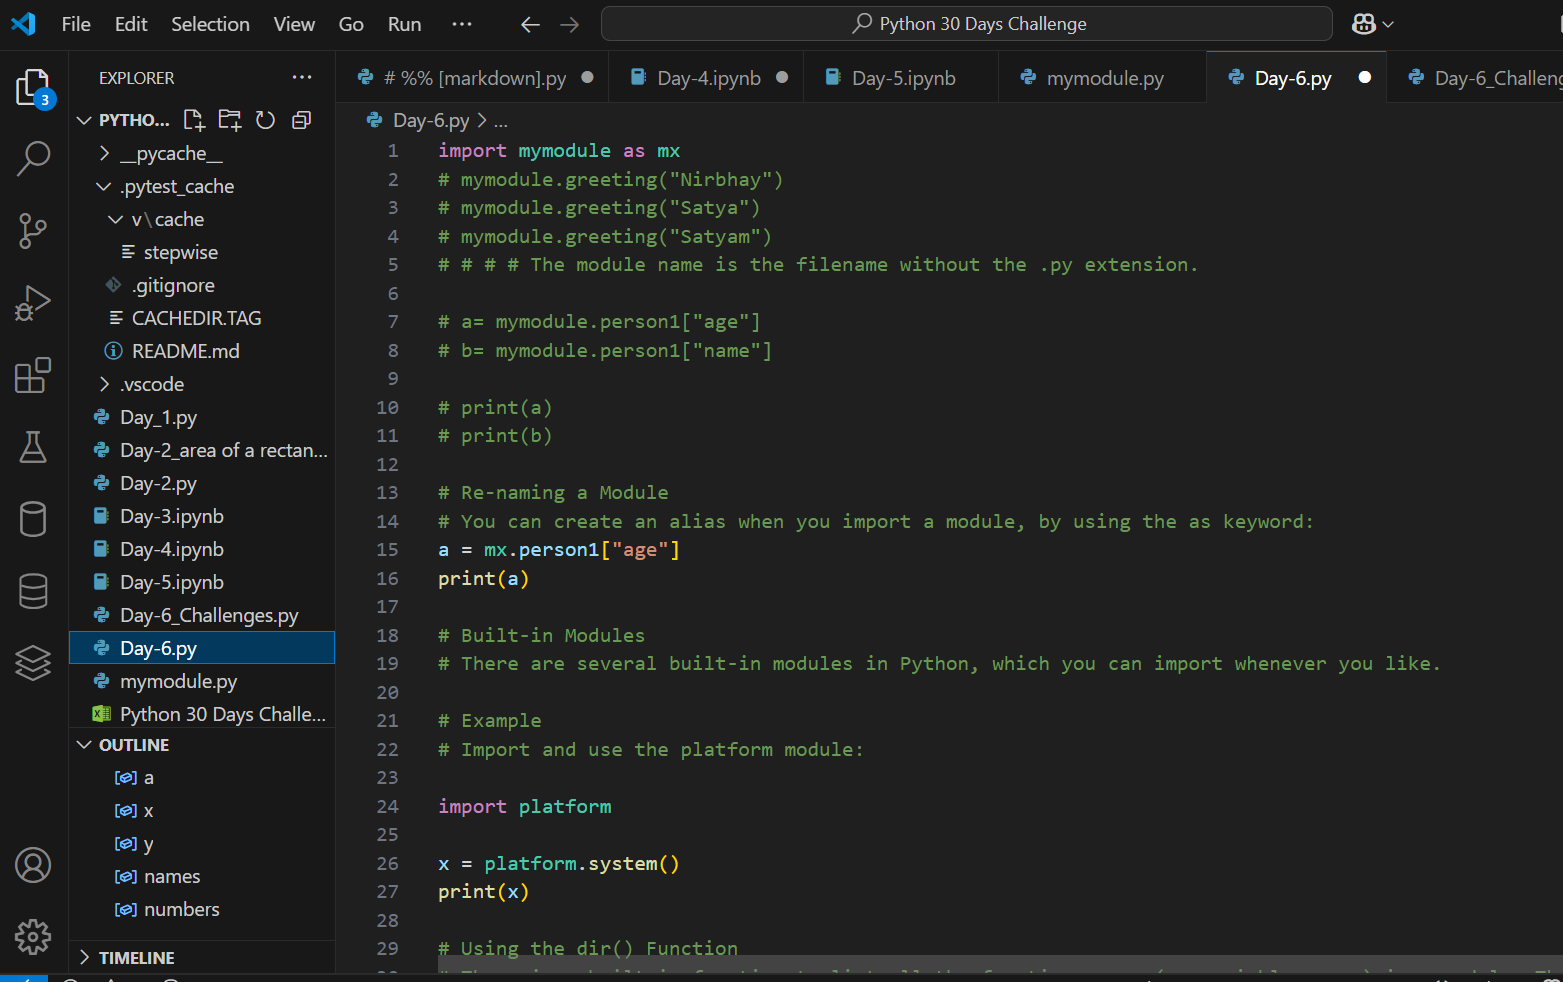 File Edit Selection View Go Run ··· Python 30 Days Challenge
EXPLORER ···
3
PYTHO...
__pycache__
.pytest_cache
v\cache
stepwise
.gitignore
CACHEDIR.TAG
README.md
.vscode
Day_1.py
Day-2_area of a rectan...
Day-2.py
Day-3.ipynb
Day-4.ipynb
Day-5.ipynb
Day-6_Challenges.py
Day-6.py
mymodule.py
Python 30 Days Challe...
OUTLINE
a
x
y
names
numbers
TIMELINE
# %% [markdown].py Day-4.ipynb Day-5.ipynb mymodule.py Day-6.py Day-6_Challeng
Day-6.py > ...
1 import mymodule as mx
2 # mymodule.greeting("Nirbhay")
3 # mymodule.greeting("Satya")
4 # mymodule.greeting("Satyam")
5 # # # # The module name is the filename without the .py extension.
6
7 # a= mymodule.person1["age"]
8 # b= mymodule.person1["name"]
9
10 # print(a)
11 # print(b)
12
13 # Re-naming a Module
14 # You can create an alias when you import a module, by using the as keyword:
15 a = mx.person1["age"]
16 print(a)
17
18 # Built-in Modules
19 # There are several built-in modules in Python, which you can import whenever you like.
20
21 # Example
22 # Import and use the platform module:
23
24 import platform
25
26 x = platform.system()
27 print(x)
28
29 # Using the dir() Function